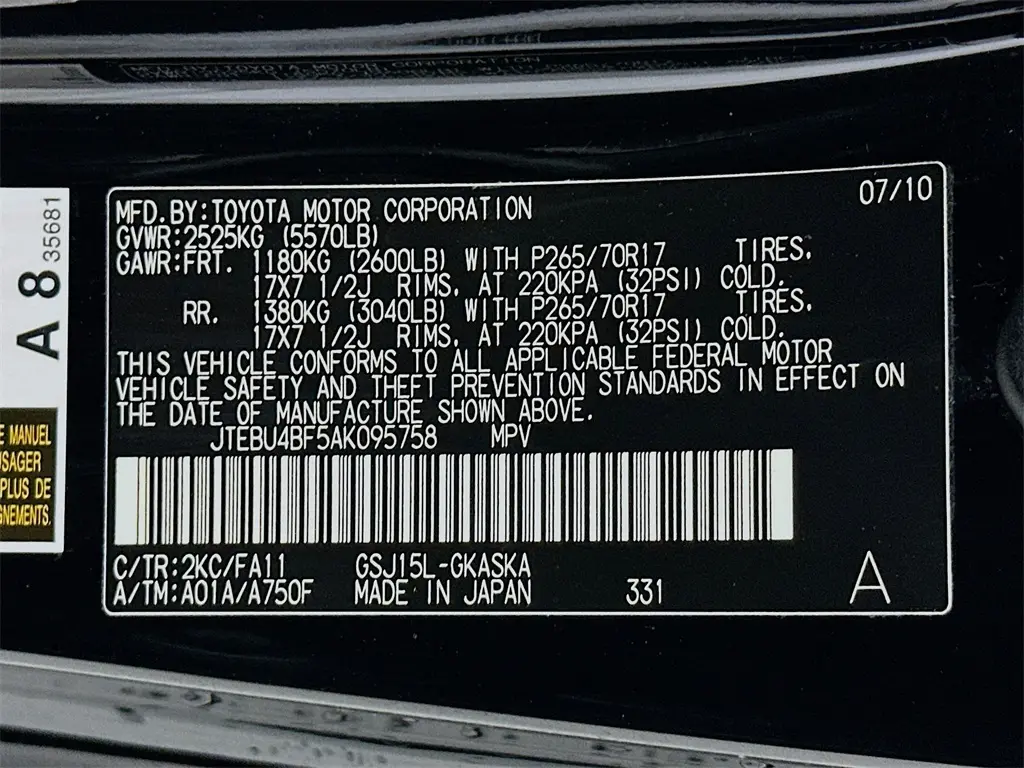 MFD.BY:TOYOTA MOTOR CORPORATION 07/10
GVWR:2525KG (5570LB)
GAWR:FRT. 1180KG (2600LB) WITH P265/70R17 TIRES,
17X7 1/2J RIMS, AT 220KPA (32PSI) COLD.
RR. 1380KG (3040LB) WITH P265/70R17 TIRES,
17X7 1/2J RIMS, AT 220KPA (32PSI) COLD.
THIS VEHICLE CONFORMS TO ALL APPLICABLE FEDERAL MOTOR
VEHICLE SAFETY AND THEFT PREVENTION STANDARDS IN EFFECT ON
THE DATE OF MANUFACTURE SHOWN ABOVE.
JTEBU4BF5AK095758 MPV
C/TR:2KC/FA11 GSJ15L-GKASKA
A/TM:A01A/A750F MADE IN JAPAN 331 A
A 8 35681
MANUEL
PLUS DE